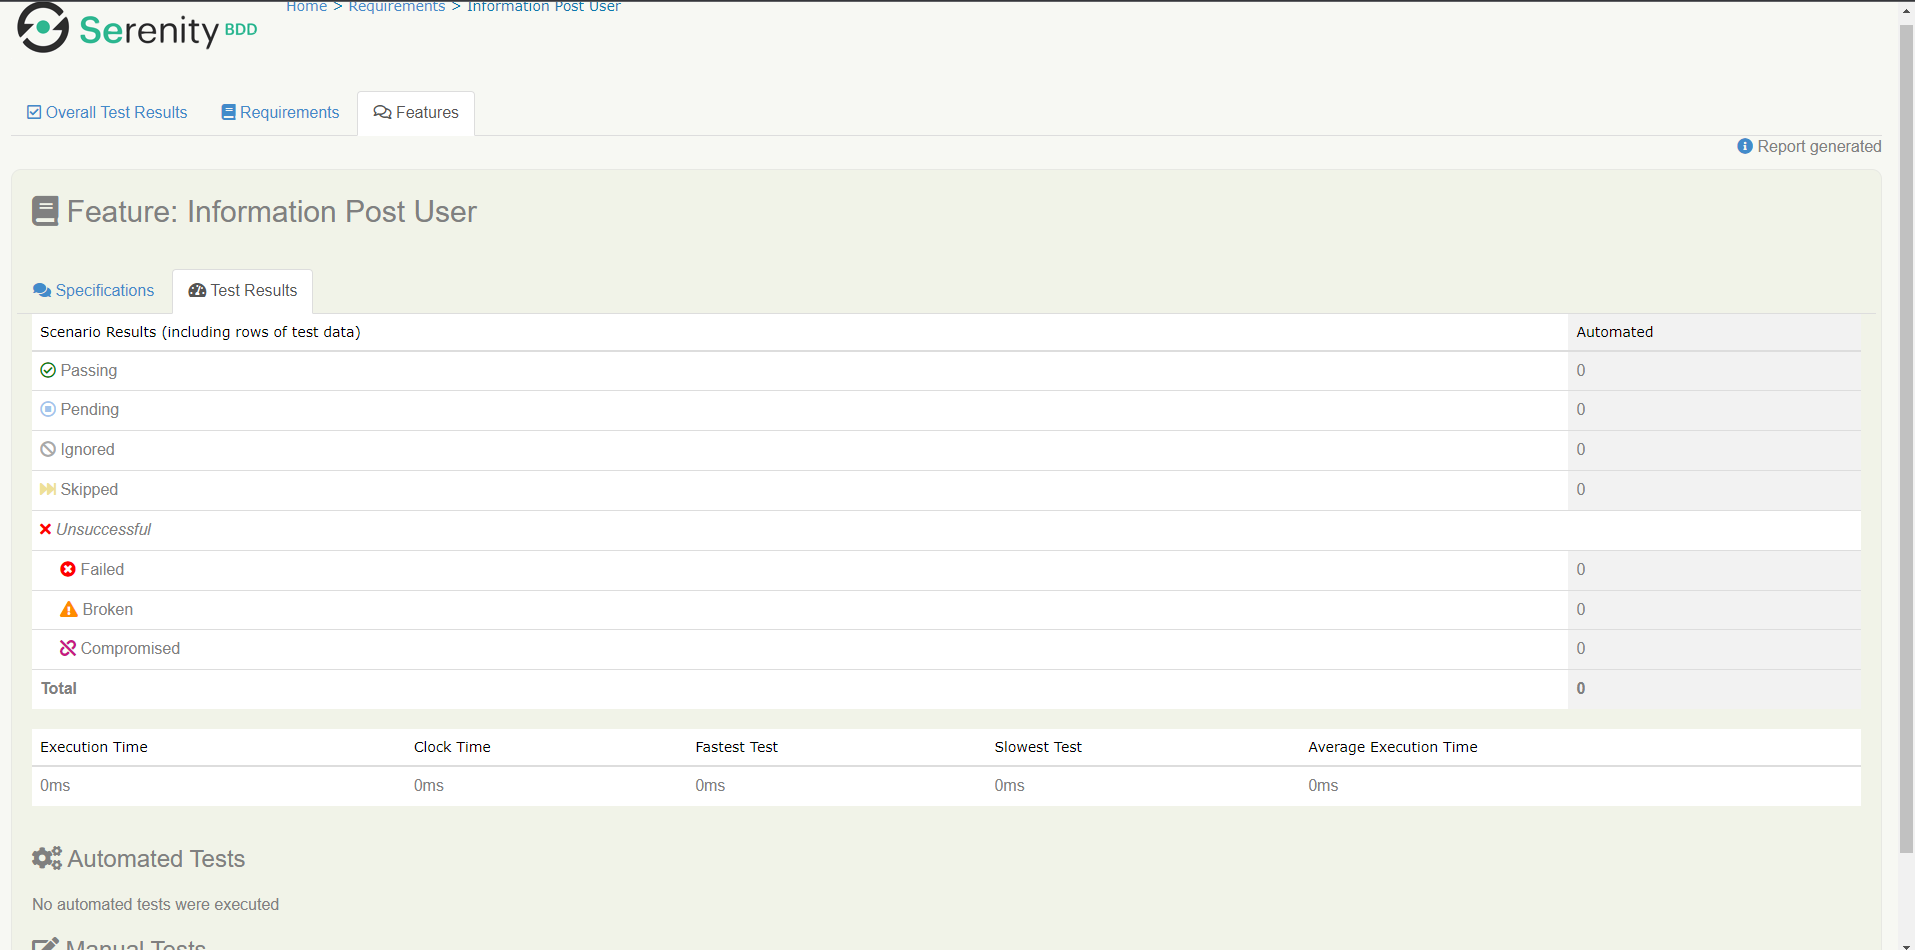 Home > Requirements > Information Post User
Serenity BDD
Overall Test Results Requirements Features
Report generated
Feature: Information Post User
Specifications Test Results
Scenario Results (including rows of test data) Automated
Passing 0
Pending 0
Ignored 0
Skipped 0
Unsuccessful
Failed 0
Broken 0
Compromised 0
Total 0
Execution Time Clock Time Fastest Test Slowest Test Average Execution Time
0ms 0ms 0ms 0ms 0ms
Automated Tests
No automated tests were executed
Manual Tests